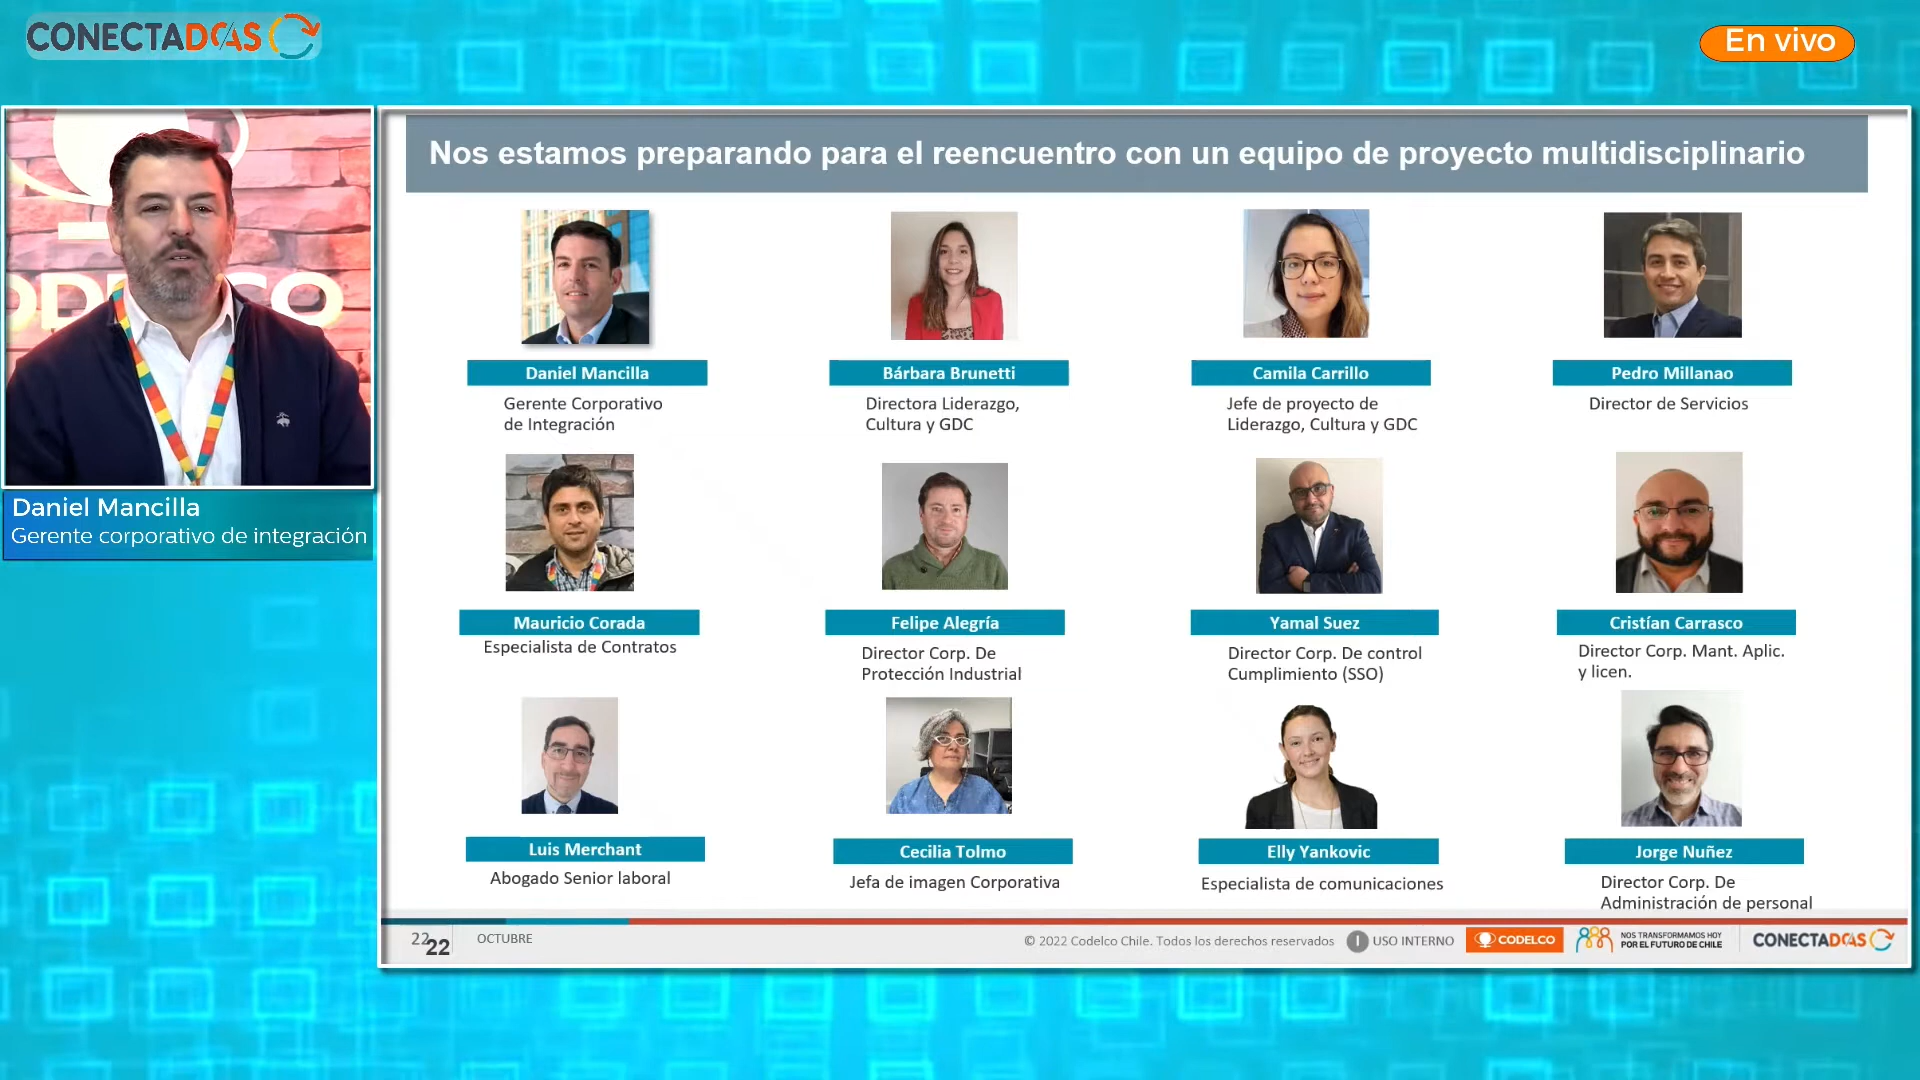 CONECTADOAS
En vivo
Nos estamos preparando para el reencuentro con un equipo de proyecto multidisciplinario
Daniel Mancilla
Gerente Corporativo
de Integración
Bárbara Brunetti
Directora Liderazgo,
Cultura y GDC
Camila Carrillo
Jefe de proyecto de
Liderazgo, Cultura y GDC
Pedro Millanao
Director de Servicios
Daniel Mancilla
Gerente corporativo de integración
Mauricio Corada
Especialista de Contratos
Felipe Alegría
Director Corp. De
Protección Industrial
Yamal Suez
Director Corp. De control
Cumplimiento (SSO)
Cristían Carrasco
Director Corp. Mant. Aplic.
y licen.
Luis Merchant
Abogado Senior laboral
Cecilia Tolmo
Jefa de imagen Corporativa
Elly Yankovic
Especialista de comunicaciones
Jorge Nuñez
Director Corp. De
Administración de personal
22
22
OCTUBRE
© 2022 Codelco Chile. Todos los derechos reservados
I USO INTERNO
CODELCO
NOS TRANSFORMAMOS HOY
POR EL FUTURO DE CHILE
CONECTADOAS